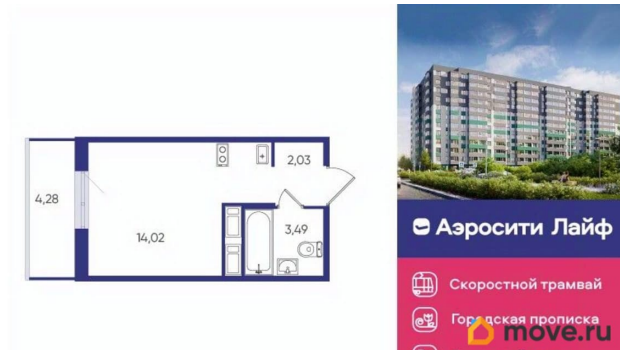 2,03
4,28
3,49
14,02
Аэросити Лайф
Скоростной трамвай
Городская прописка
move.ru